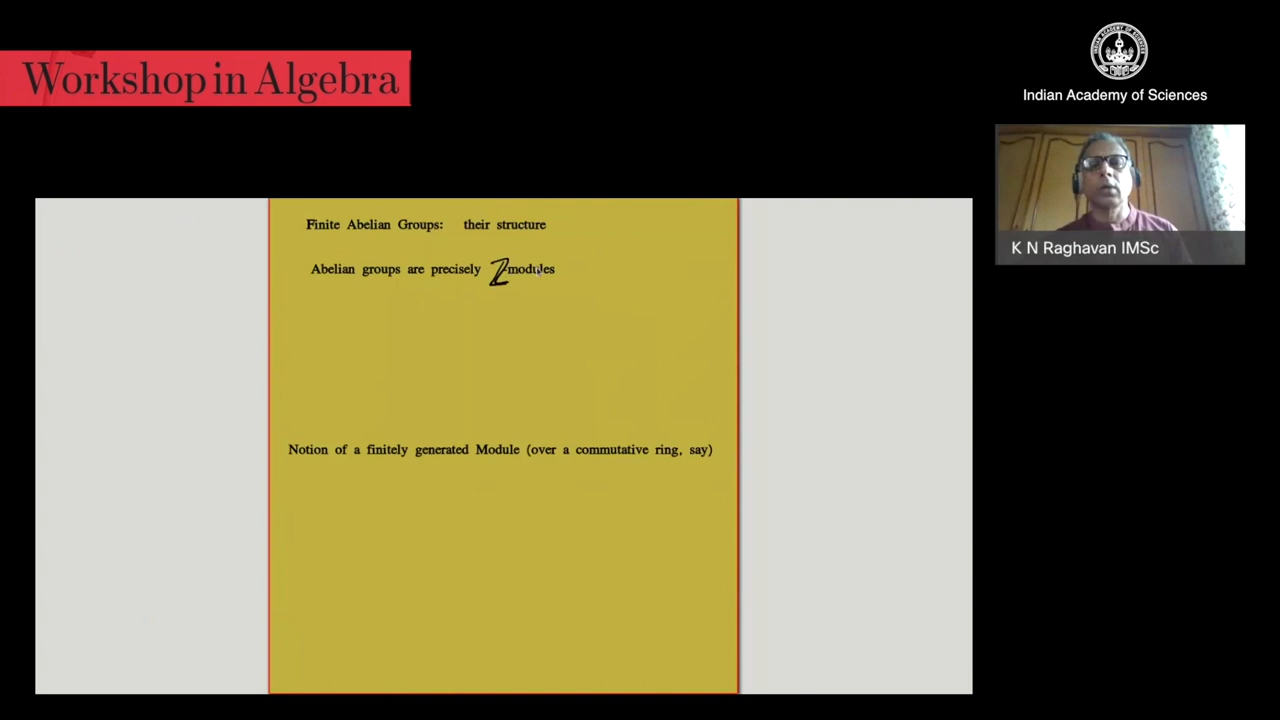 Workshop in Algebra
Indian Academy of Sciences
K N Raghavan IMSc
Finite Abelian Groups: their structure
Abelian groups are precisely ℤ modules
Notion of a finitely generated Module (over a commutative ring, say)